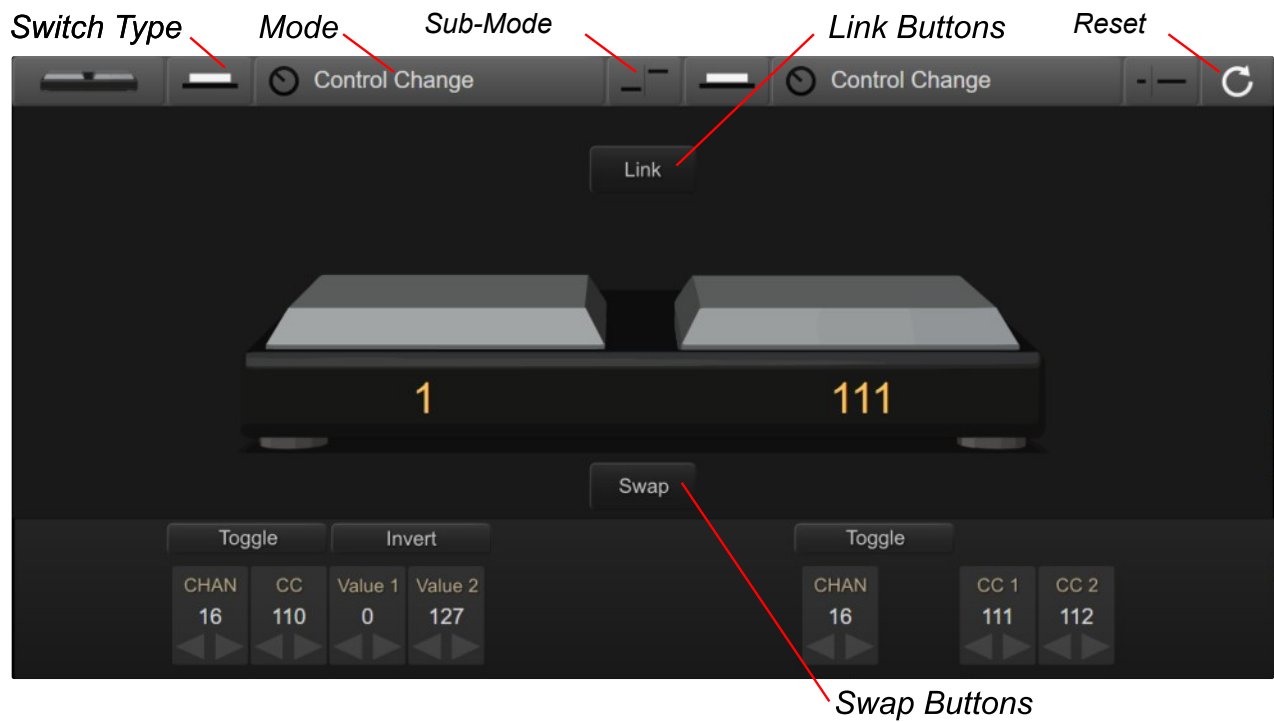 Switch Type Mode Sub-Mode Link Buttons Reset
Control Change Control Change
Link
1 111
Swap
Toggle Invert Toggle
CHAN CC Value 1 Value 2 CHAN CC 1 CC 2
16 110 0 127 16 111 112
Swap Buttons